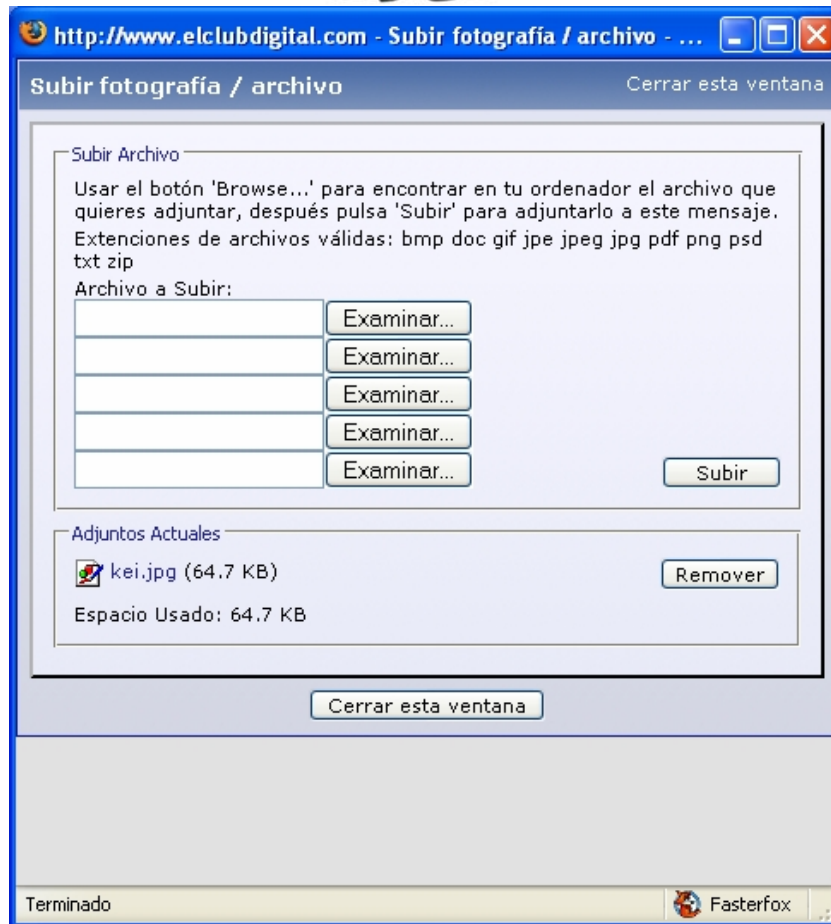 http://www.elclubdigital.com - Subir fotografía / archivo - ...
Subir fotografía / archivo
Cerrar esta ventana
Subir Archivo
Usar el botón 'Browse...' para encontrar en tu ordenador el archivo que
quieres adjuntar, después pulsa 'Subir' para adjuntarlo a este mensaje.
Extenciones de archivos válidas: bmp doc gif jpe jpeg jpg pdf png psd
txt zip
Archivo a Subir:
Examinar...
Examinar...
Examinar...
Examinar...
Examinar...
Subir
Adjuntos Actuales
kei.jpg (64.7 KB)
Remover
Espacio Usado: 64.7 KB
Cerrar esta ventana
Terminado
Fasterfox